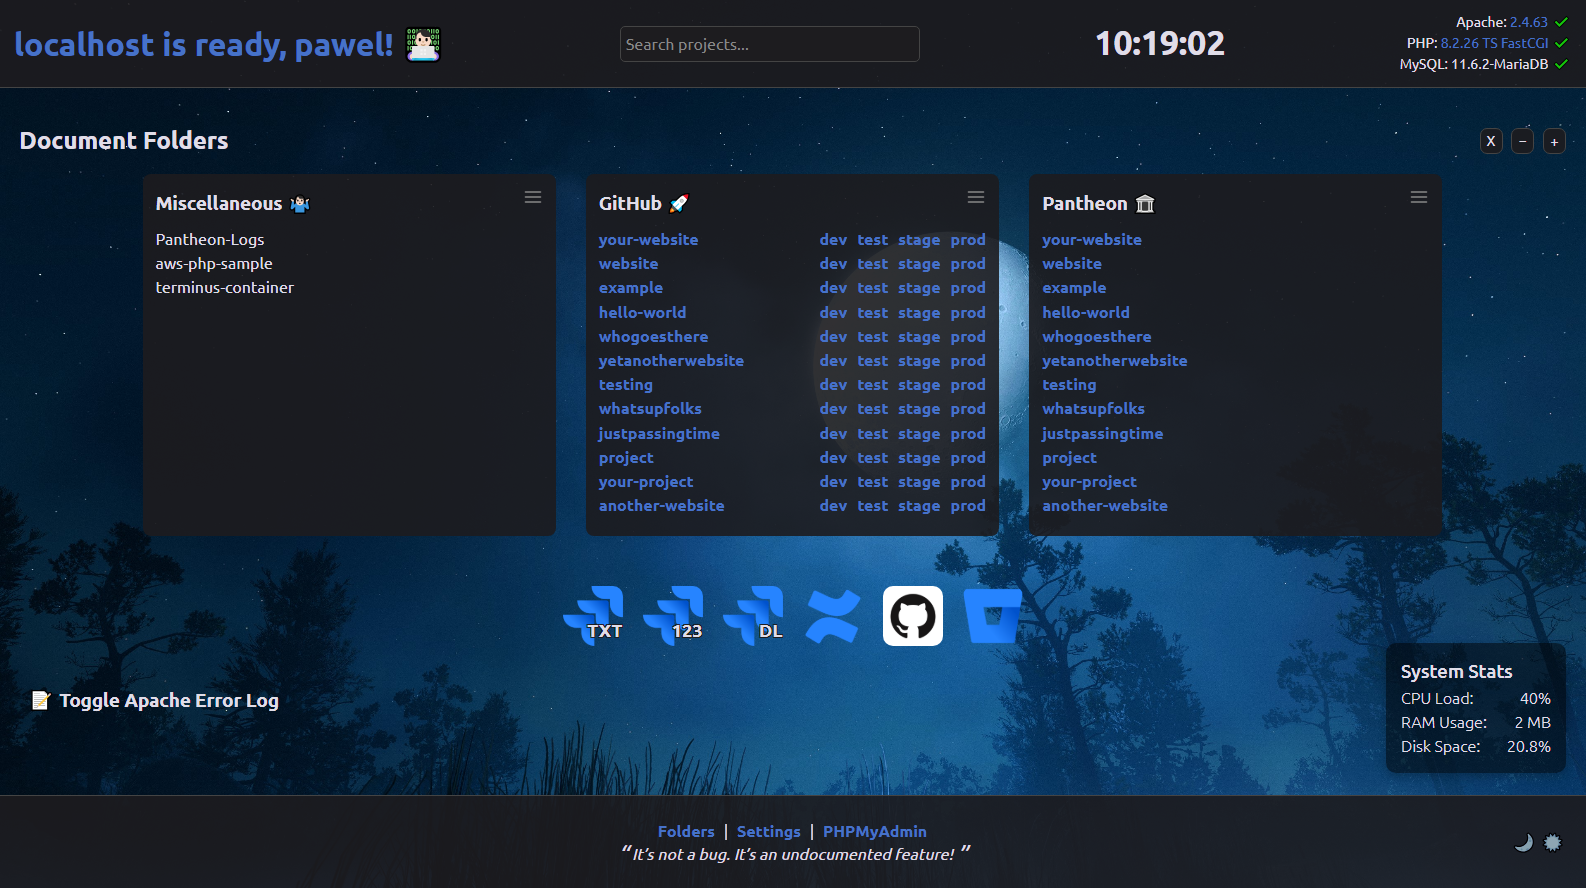 localhost is ready, pawel!
Search projects...
10:19:02
Apache: 2.4.63
PHP: 8.2.26 TS FastCGI
MySQL: 11.6.2-MariaDB
Document Folders
X − +
Miscellaneous
Pantheon-Logs
aws-php-sample
terminus-container
GitHub
your-website dev test stage prod
website dev test stage prod
example dev test stage prod
hello-world dev test stage prod
whogoesthere dev test stage prod
yetanotherwebsite dev test stage prod
testing dev test stage prod
whatsupfolks dev test stage prod
justpassingtime dev test stage prod
project dev test stage prod
your-project dev test stage prod
another-website dev test stage prod
Pantheon
your-website
website
example
hello-world
whogoesthere
yetanotherwebsite
testing
whatsupfolks
justpassingtime
project
your-project
another-website
TXT 123 DL
Toggle Apache Error Log
System Stats
CPU Load: 40%
RAM Usage: 2 MB
Disk Space: 20.8%
Folders | Settings | PHPMyAdmin
“It’s not a bug. It’s an undocumented feature! ”